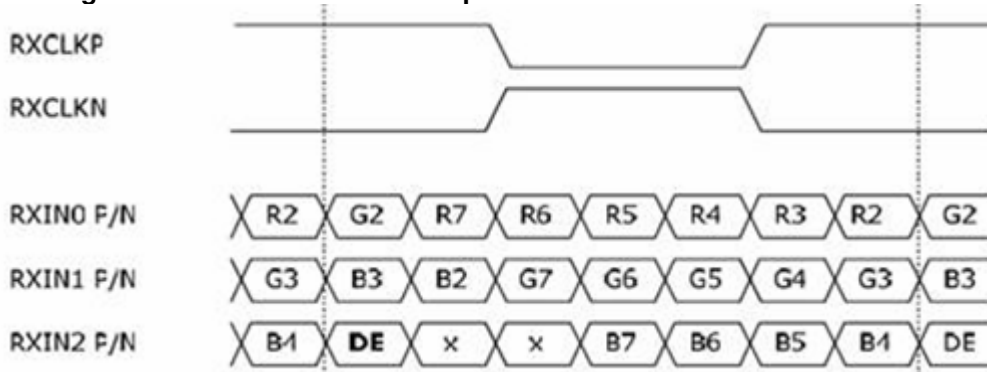 RXCLKP
RXCLKN
RXIN0 P/N R2 G2 R7 R6 R5 R4 R3 R2 G2
RXIN1 P/N G3 B3 B2 G7 G6 G5 G4 G3 B3
RXIN2 P/N B4 DE x x B7 B6 B5 B4 DE